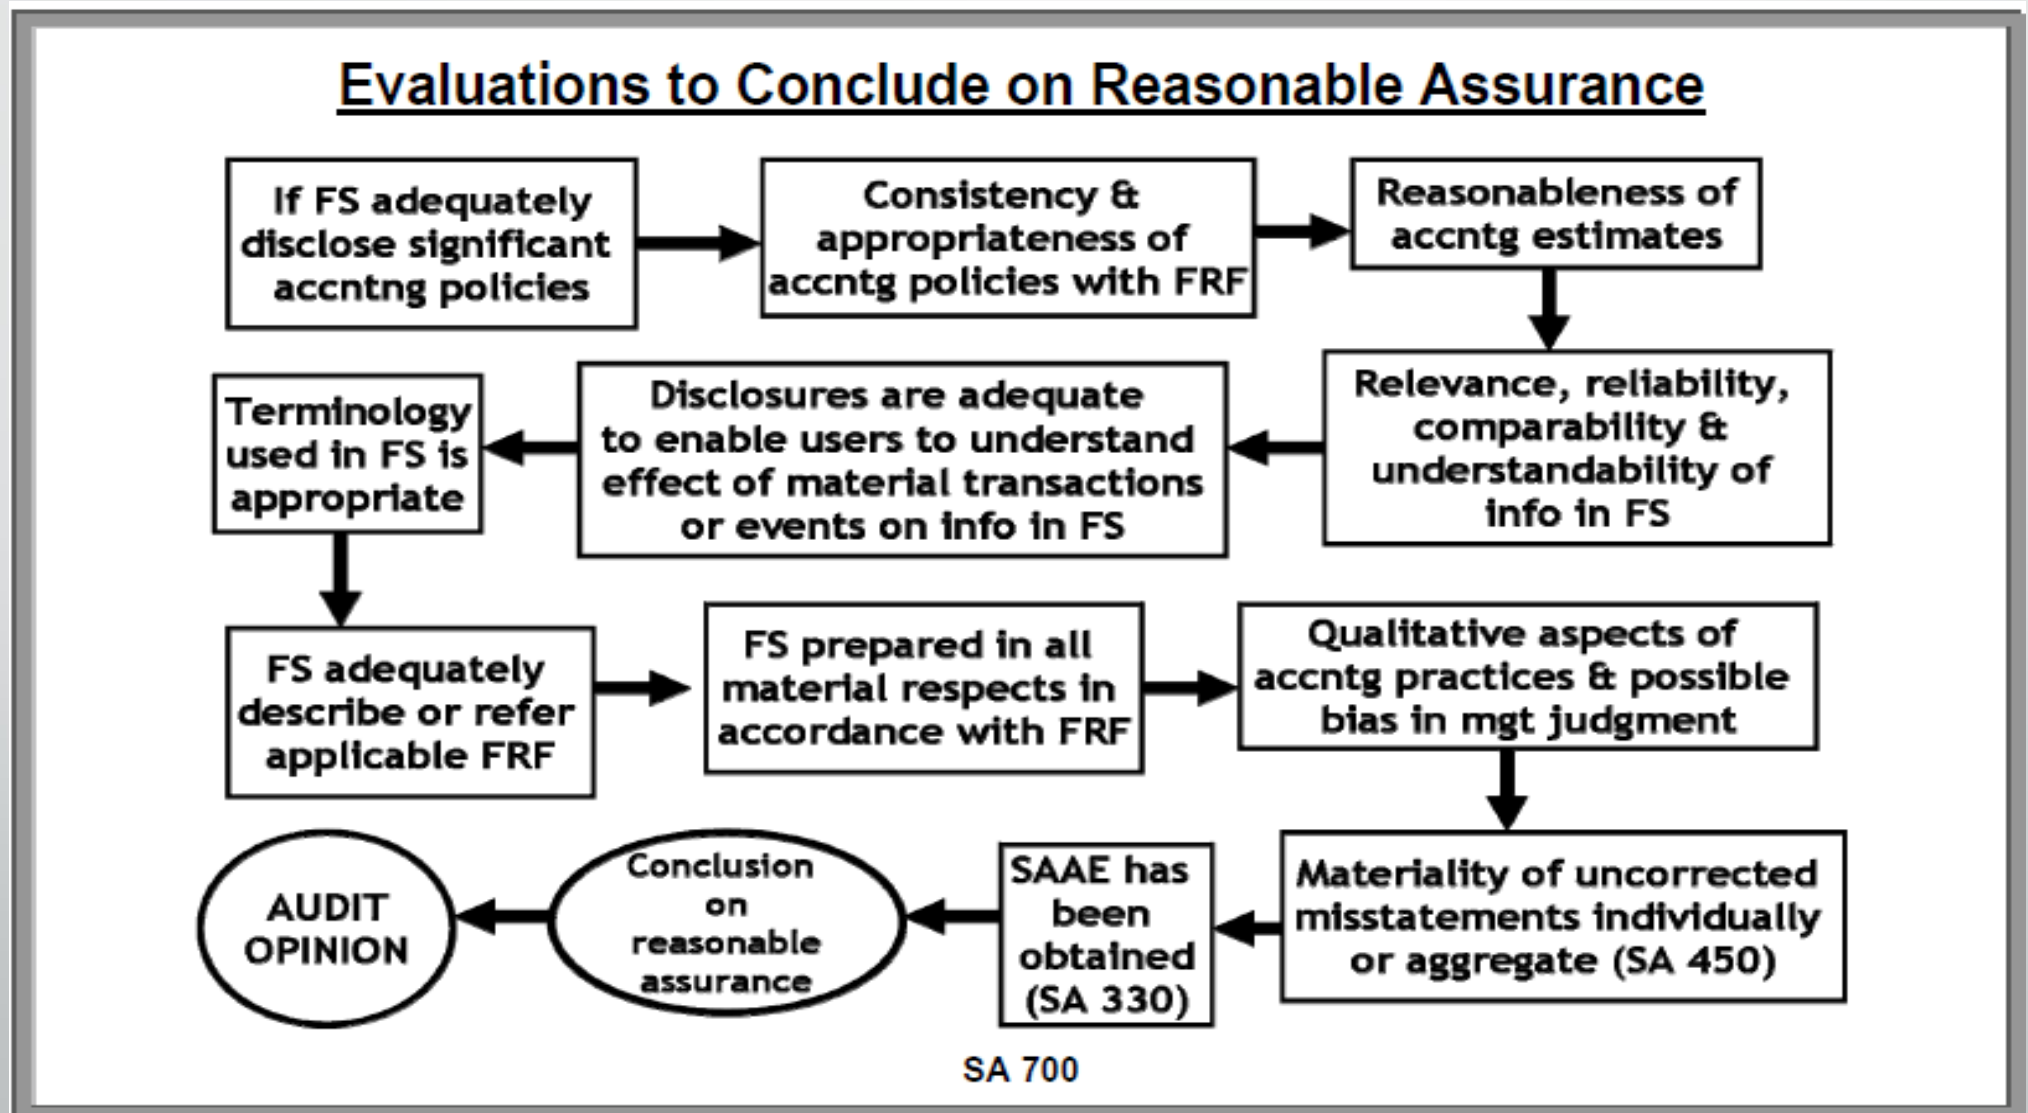 Evaluations to Conclude on Reasonable Assurance
If FS adequately
disclose significant
accntng policies
Consistency &
appropriateness of
accntg policies with FRF
Reasonableness of
accntg estimates
Relevance, reliability,
comparability &
understandability of
info in FS
Disclosures are adequate
to enable users to understand
effect of material transactions
or events on info in FS
Terminology
used in FS is
appropriate
FS adequately
describe or refer
applicable FRF
FS prepared in all
material respects in
accordance with FRF
Qualitative aspects of
accntg practices & possible
bias in mgt judgment
Materiality of uncorrected
misstatements individually
or aggregate (SA 450)
SAAE has
been
obtained
(SA 330)
Conclusion
on
reasonable
assurance
AUDIT
OPINION
SA 700